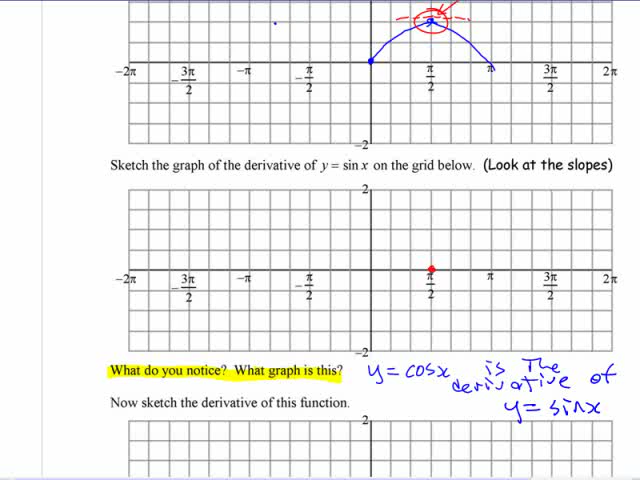 −2π −3π/2 −π −π/2 π/2 π 3π/2 2π
−2
Sketch the graph of the derivative of y = sin x on the grid below. (Look at the slopes)
2
−2π −3π/2 −π −π/2 π/2 π 3π/2 2π
−2
What do you notice? What graph is this?
y = cosx is The
derivative of
y = sinx
Now sketch the derivative of this function.
2